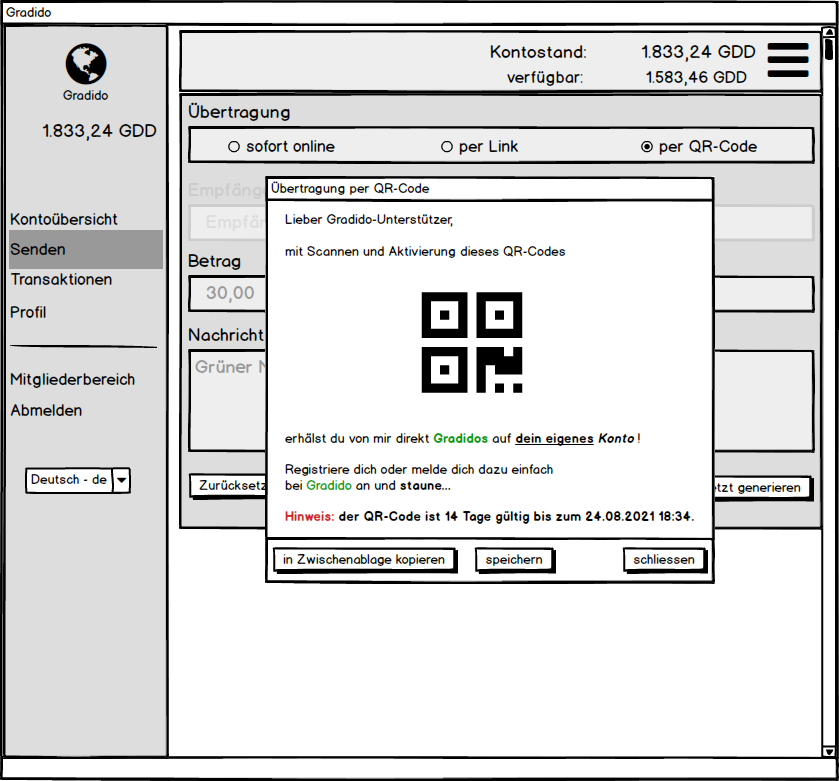 Gradido
Gradido
1.833,24 GDD
Kontoübersicht
Senden
Transaktionen
Profil
Mitgliederbereich
Abmelden
Deutsch - de
Kontostand: 1.833,24 GDD
verfügbar: 1.583,46 GDD
Übertragung
sofort online per Link per QR-Code
Empfänge
Empfän
Betrag
30,00
Nachricht
Grüner N
Zurücksetz
etzt generieren
Übertragung per QR-Code
Lieber Gradido-Unterstützer,
mit Scannen und Aktivierung dieses QR-Codes
erhälst du von mir direkt Gradidos auf dein eigenes Konto !
Registriere dich oder melde dich dazu einfach
bei Gradido an und staune...
Hinweis: der QR-Code ist 14 Tage gültig bis zum 24.08.2021 18:34.
in Zwischenablage kopieren speichern schliessen